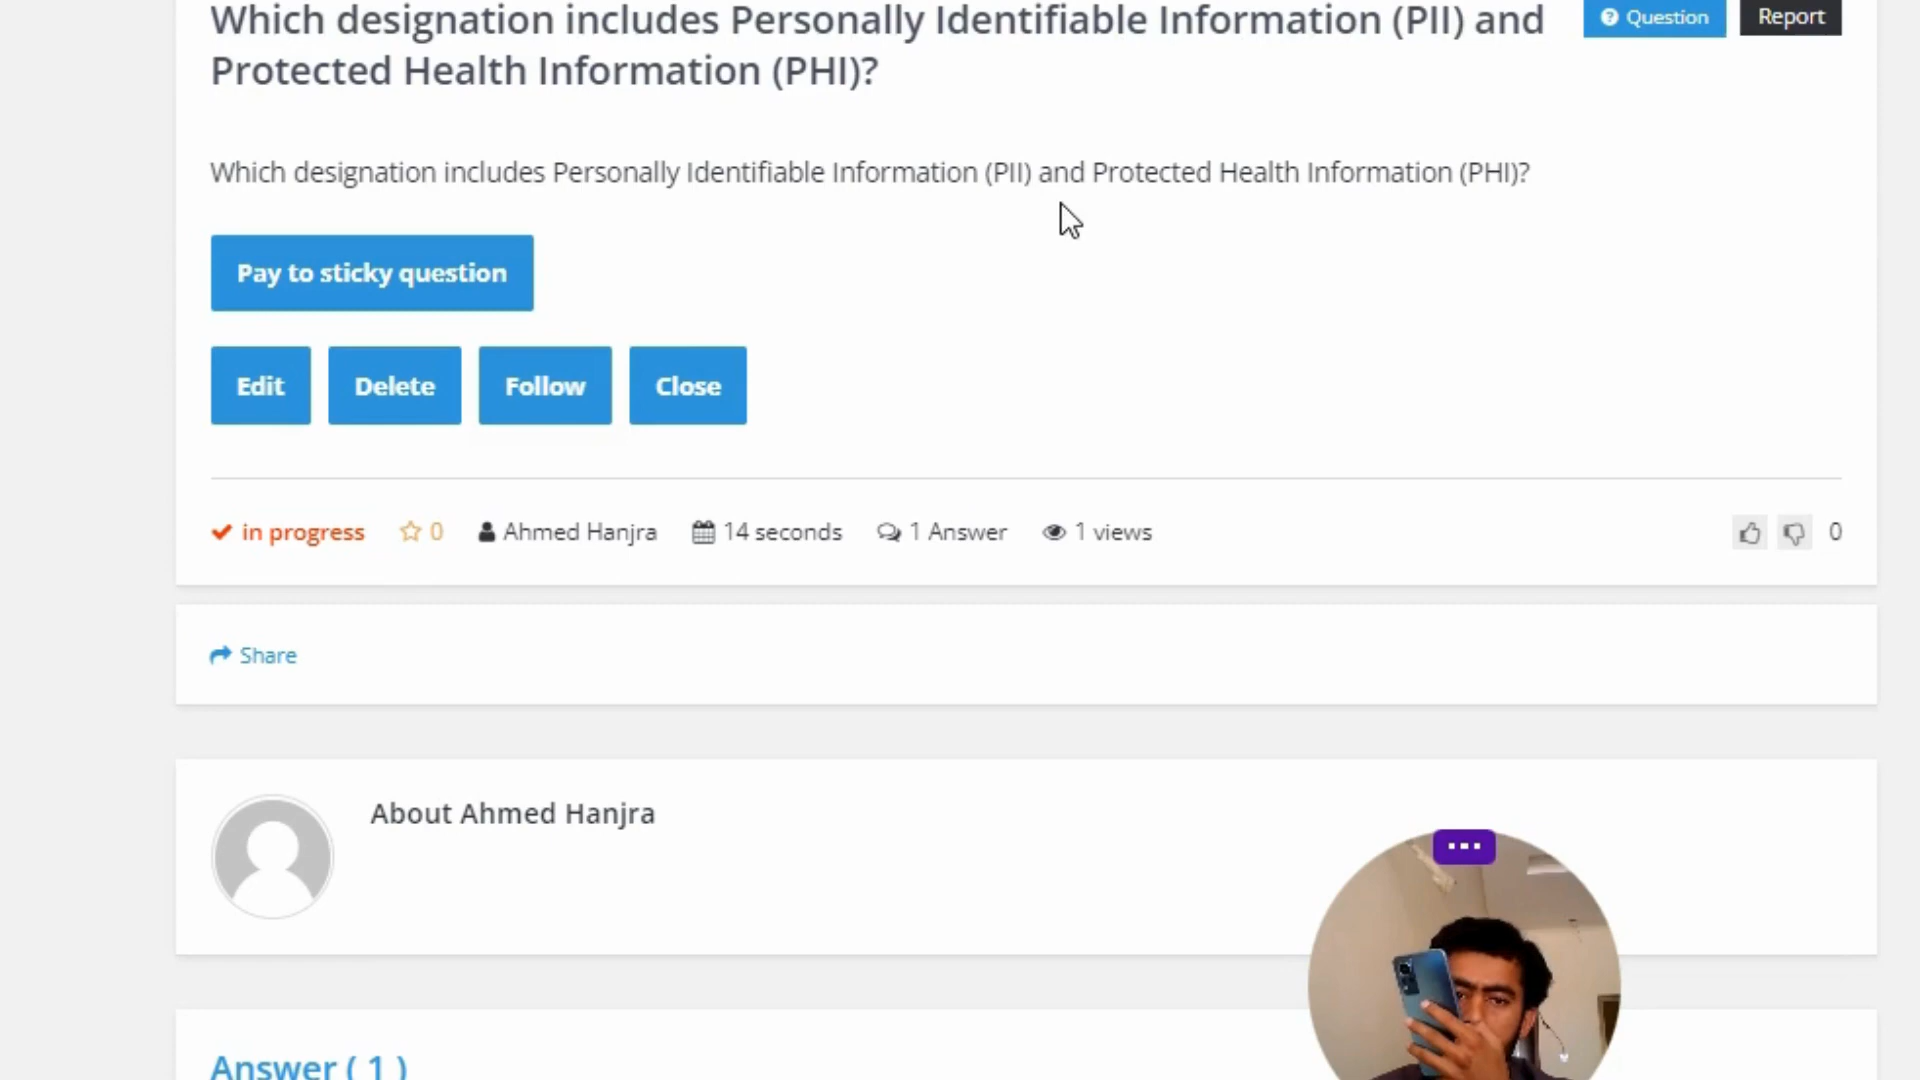 Which designation includes Personally Identifiable Information (PII) and
Protected Health Information (PHI)?
Question
Report
Which designation includes Personally Identifiable Information (PII) and Protected Health Information (PHI)?
Pay to sticky question
Edit
Delete
Follow
Close
in progress
0
Ahmed Hanjra
14 seconds
1 Answer
1 views
0
Share
About Ahmed Hanjra
Answer ( 1 )